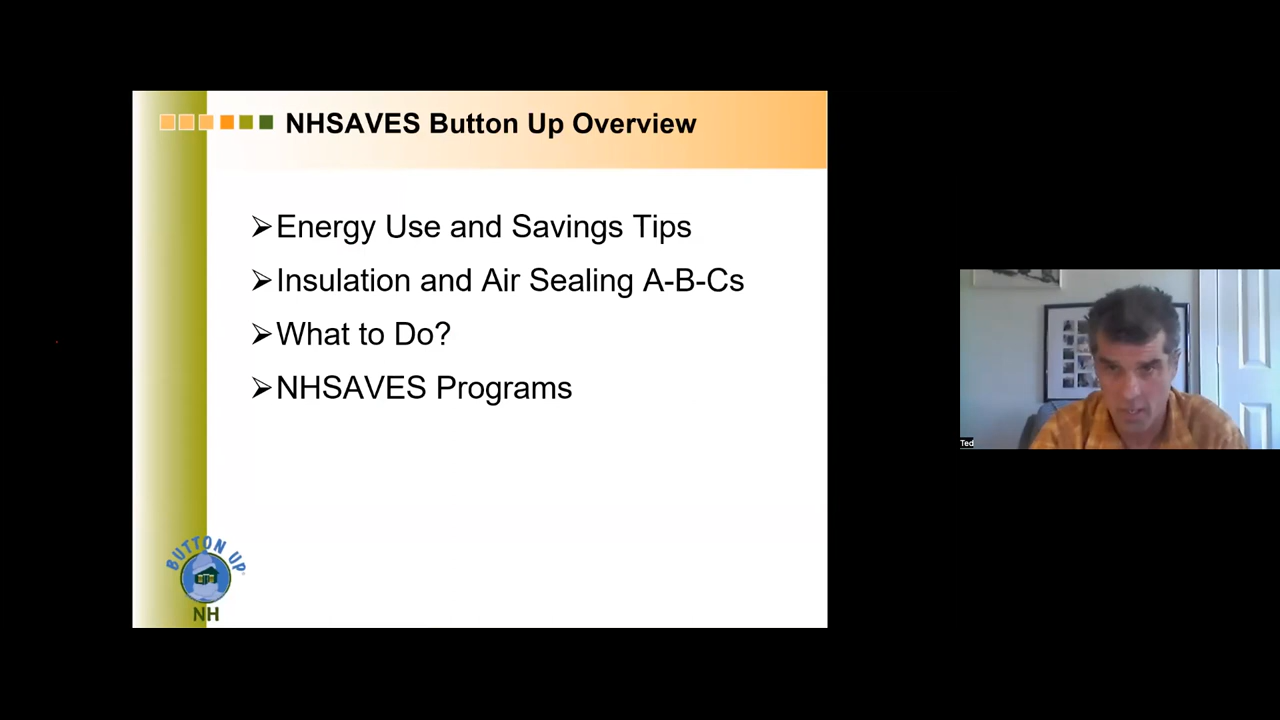 NHSAVES Button Up Overview
➢Energy Use and Savings Tips
➢Insulation and Air Sealing A-B-Cs
➢What to Do?
➢NHSAVES Programs
BUTTON UP
NH
Ted